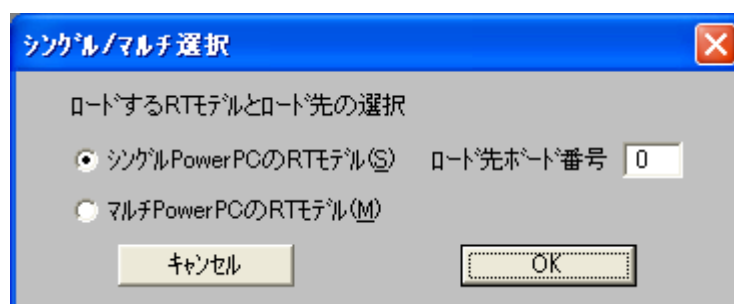 シングル/マルチ選択
ロードするRTモデルとロード先の選択
シングルPowerPCのRTモデル(S) ロード先ボード番号 0
マルチPowerPCのRTモデル(M)
キャンセル OK